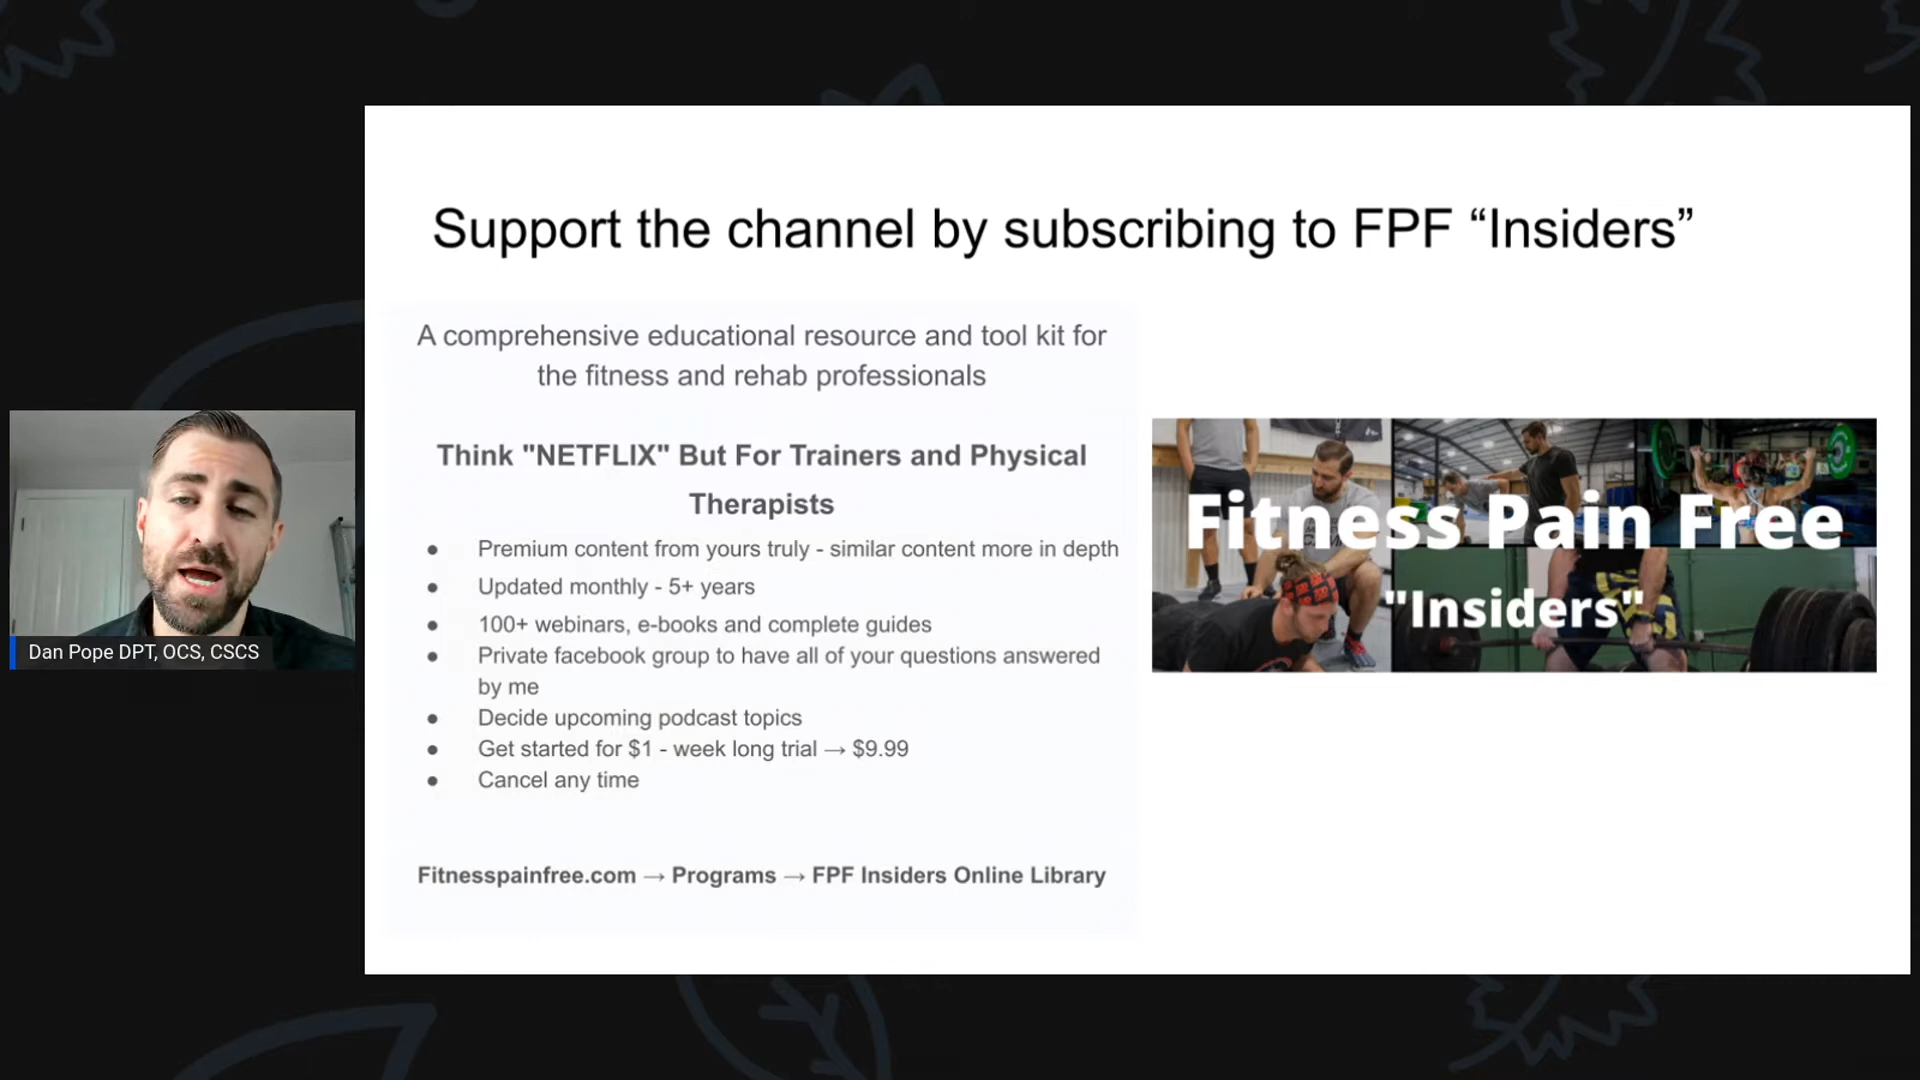 Support the channel by subscribing to FPF “Insiders”
A comprehensive educational resource and tool kit for
the fitness and rehab professionals
Think "NETFLIX" But For Trainers and Physical
Therapists
● Premium content from yours truly - similar content more in depth
● Updated monthly - 5+ years
● 100+ webinars, e-books and complete guides
● Private facebook group to have all of your questions answered
by me
● Decide upcoming podcast topics
● Get started for $1 - week long trial → $9.99
● Cancel any time
Fitnesspainfree.com → Programs → FPF Insiders Online Library
Fitness Pain Free
"Insiders"
Dan Pope DPT, OCS, CSCS